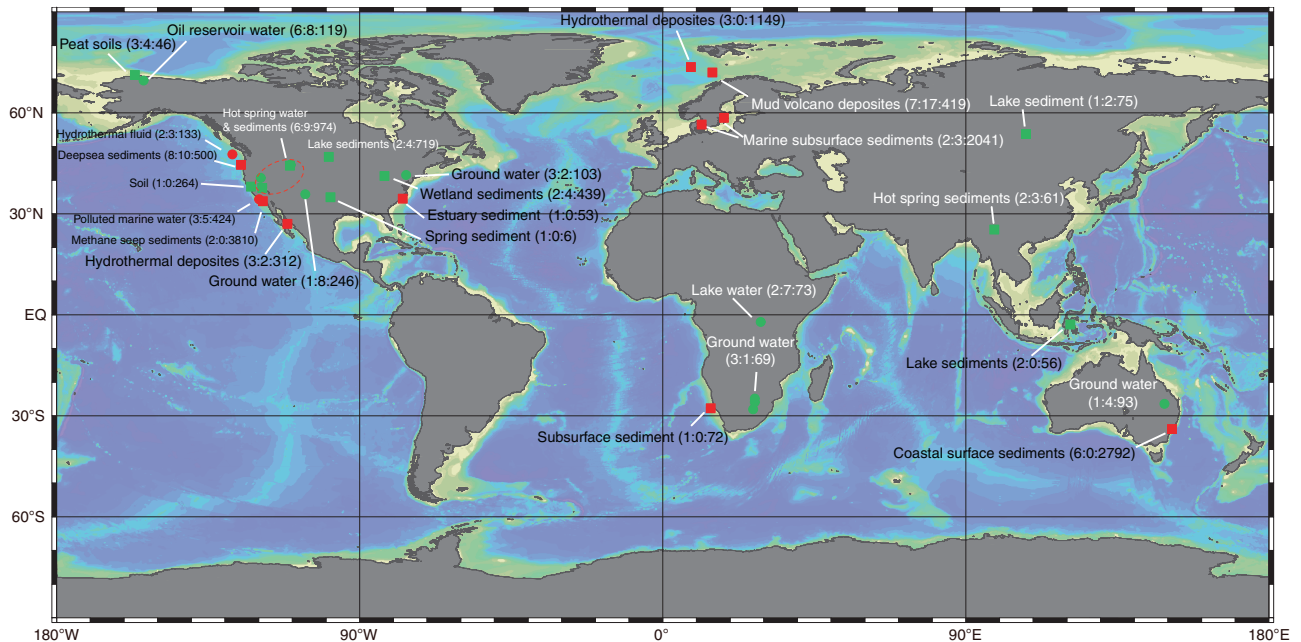 Hydrothermal deposites (3:0:1149)
Oil reservoir water (6:8:119)
Peat soils (3:4:46)
Mud volcano deposites (7:17:419)
Lake sediment (1:2:75)
60°N
Hot spring water
& sediments (6:9:974)
Hydrothermal fluid (2:3:133)
Marine subsurface sediments (2:3:2041)
Lake sediments (2:4:719)
Deepsea sediments (8:10:500)
Ground water (3:2:103)
Soil (1:0:264)
Wetland sediments (2:4:439)
Hot spring sediments (2:3:61)
30°N
Polluted marine water (3:5:424)
Estuary sediment (1:0:53)
Methane seep sediments (2:0:3810)
Spring sediment (1:0:6)
Hydrothermal deposites (3:2:312)
Ground water (1:8:246)
Lake water (2:7:73)
EQ
Ground water
(3:1:69)
Lake sediments (2:0:56)
Ground water
(1:4:93)
30°S
Subsurface sediment (1:0:72)
Coastal surface sediments (6:0:2792)
60°S
180°W
90°W
0°
90°E
180°E